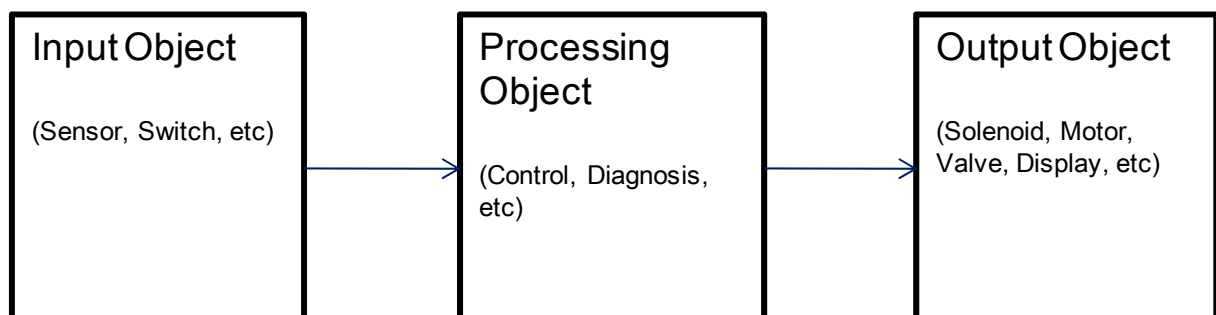 Input Object
(Sensor, Switch, etc)
Processing
Object
(Control, Diagnosis,
etc)
Output Object
(Solenoid, Motor,
Valve, Display, etc)